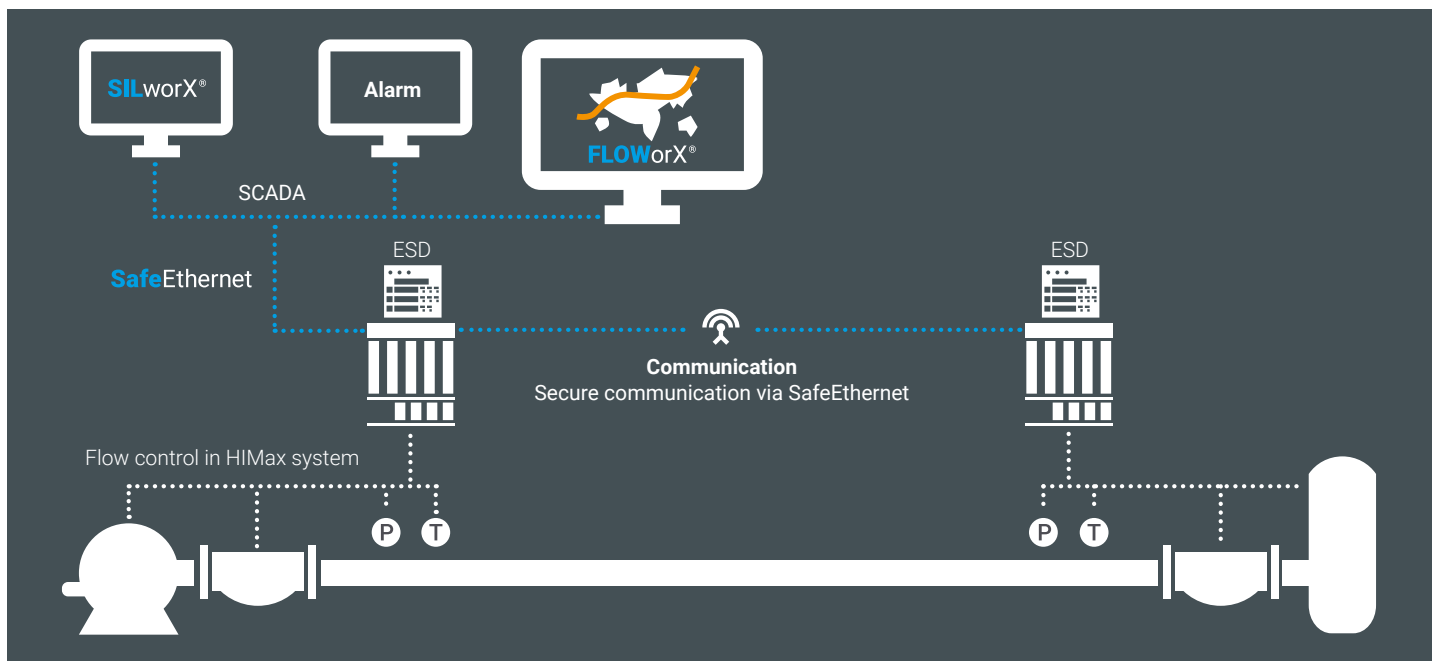 SILworX®
Alarm
FLOWorX®
SCADA
SafeEthernet
ESD
ESD
Communication
Secure communication via SafeEthernet
Flow control in HIMax system
P
T
P
T